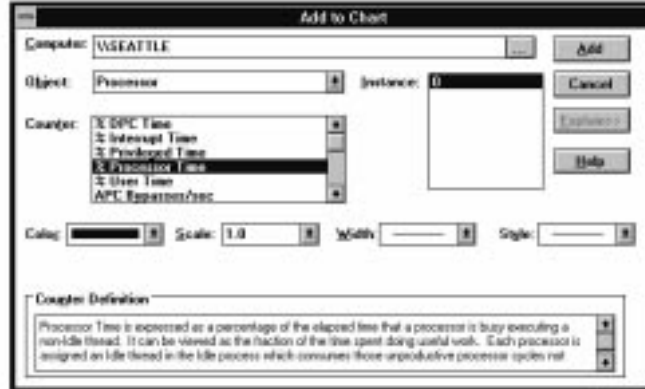 Add to Chart
Computer: \\SEATTLE ... Add
Object: Processor Instance: 0 Cancel
Counter: % DPC Time Explain>>
% Interrupt Time
% Privileged Time
% Processor Time Help
% User Time
APC Bypasses/sec
Color: Scale: 1.0 Width: Style:
Counter Definition
Processor Time is expressed as a percentage of the elapsed time that a processor is busy executing a
non-Idle thread. It can be viewed as the fraction of the time spent doing useful work. Each processor is
assigned an Idle thread in the Idle process which consumes those unproductive processor cycles not